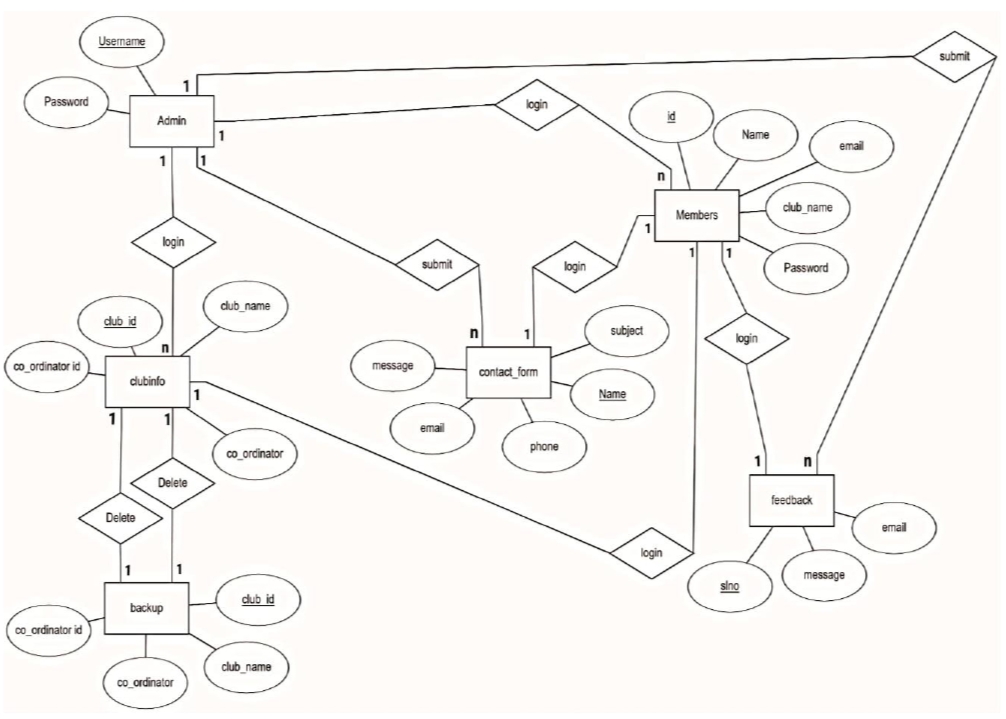 Username
submit
1
Password
login
Admin
1
id
Name
email
1
1
n
Members
club_name
1
login
submit
login
1
1
Password
club_id
club_name
n
1
subject
login
co_ordinator id
n
clubinfo
1
message
contact_form
Name
1
1
email
phone
co_ordinator
1
n
Delete
Delete
feedback
email
login
1
1
slno
message
club_id
backup
co_ordinator id
club_name
co_ordinator